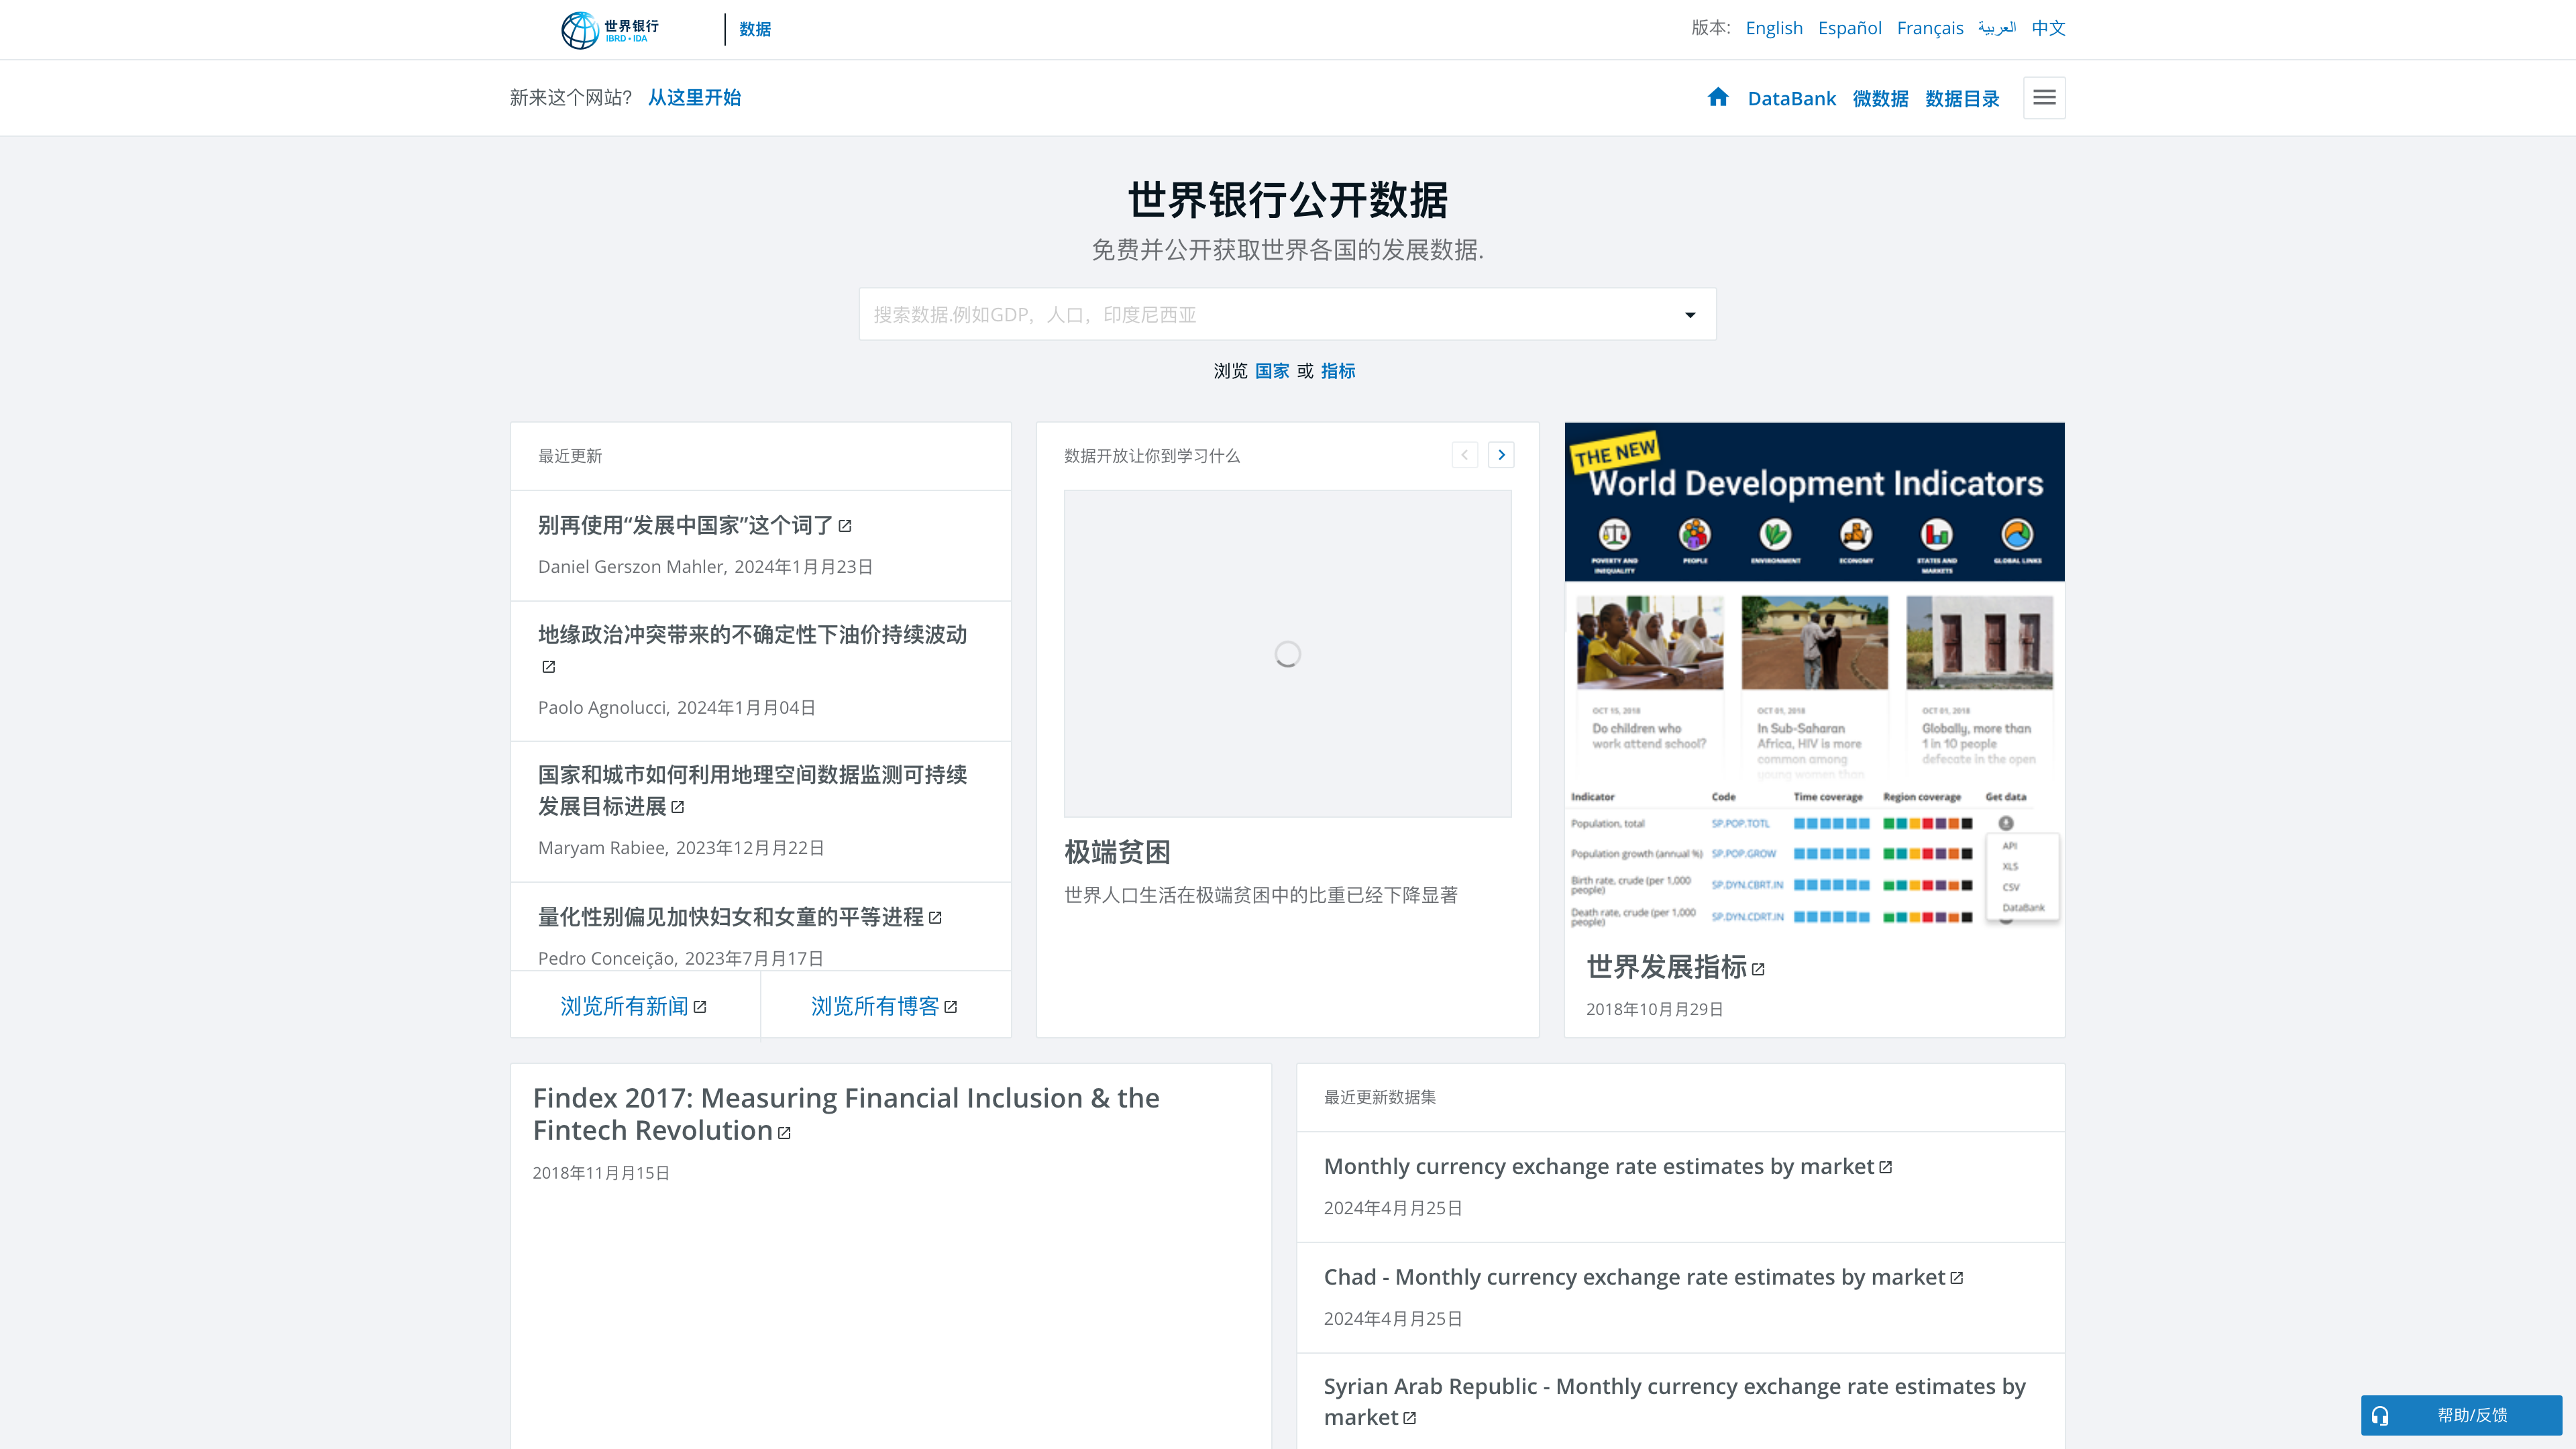 世界银行
IBRD • IDA
数据
版本: English Español Français العربية 中文
新来这个网站? 从这里开始
DataBank 微数据 数据目录
世界银行公开数据
免费并公开获取世界各国的发展数据.
搜索数据.例如GDP，人口，印度尼西亚
浏览 国家 或 指标
最近更新
别再使用“发展中国家”这个词了
Daniel Gerszon Mahler, 2024年1月月23日
地缘政治冲突带来的不确定性下油价持续波动
Paolo Agnolucci, 2024年1月月04日
国家和城市如何利用地理空间数据监测可持续
发展目标进展
Maryam Rabiee, 2023年12月月22日
量化性别偏见加快妇女和女童的平等进程
Pedro Conceição, 2023年7月月17日
浏览所有新闻
浏览所有博客
数据开放让你到学习什么
极端贫困
世界人口生活在极端贫困中的比重已经下降显著
THE NEW
World Development Indicators
POVERTY AND
INEQUALITY
PEOPLE
ENVIRONMENT
ECONOMY
STATES AND
MARKETS
GLOBAL LINKS
OCT 15, 2018
Do children who
work attend school?
OCT 01, 2018
In Sub-Saharan
Africa, HIV is more
common among
young women than
OCT 01, 2018
Globally, more than
1 in 10 people
defecate in the open
Indicator Code Time coverage Region coverage Get data
Population, total SP.POP.TOTL
Population growth (annual %) SP.POP.GROW
Birth rate, crude (per 1,000
people) SP.DYN.CBRT.IN
Death rate, crude (per 1,000
people) SP.DYN.CDRT.IN
API
XLS
CSV
DataBank
世界发展指标
2018年10月月29日
Findex 2017: Measuring Financial Inclusion & the
Fintech Revolution
2018年11月月15日
最近更新数据集
Monthly currency exchange rate estimates by market
2024年4月月25日
Chad - Monthly currency exchange rate estimates by market
2024年4月月25日
Syrian Arab Republic - Monthly currency exchange rate estimates by
market
帮助/反馈